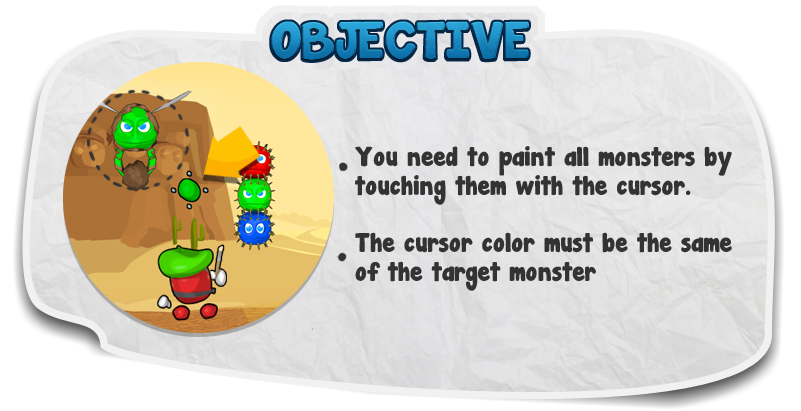 OBJECTIVE
• You need to paint all monsters by
touching them with the cursor.
• The cursor color must be the same
of the target monster